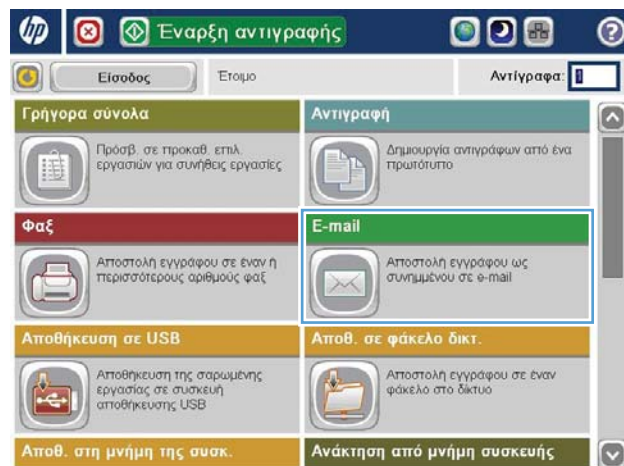 hp
Έναρξη αντιγραφής
?
Είσοδος
Έτοιμο
Αντίγραφα: 1
Γρήγορα σύνολα
Πρόσβ. σε προκαθ. επιλ.
εργασιών για συνήθεις εργασίες
Αντιγραφή
Δημιουργία αντιγράφων από ένα
πρωτότυπο
Φαξ
Αποστολή εγγράφου σε έναν ή
περισσότερους αριθμούς φαξ
E-mail
Αποστολή εγγράφου ως
συνημμένου σε e-mail
Αποθήκευση σε USB
Αποθήκευση της σαρωμένης
εργασίας σε συσκευή
αποθήκευσης USB
Αποθ. σε φάκελο δικτ.
Αποστολή εγγράφου σε έναν
φάκελο στο δίκτυο
Αποθ. στη μνήμη της συσκ.
Ανάκτηση από μνήμη συσκευής